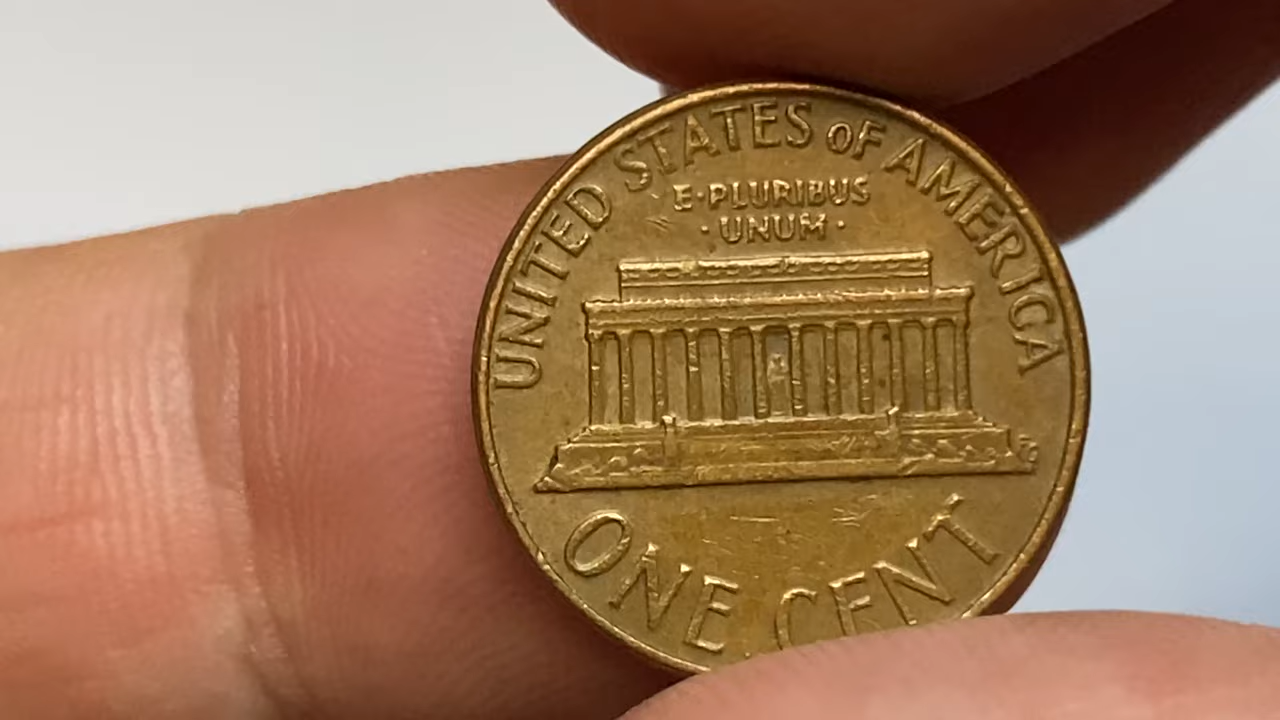 UNITED STATES OF AMERICA
E·PLURIBUS
·UNUM·
ONE CENT